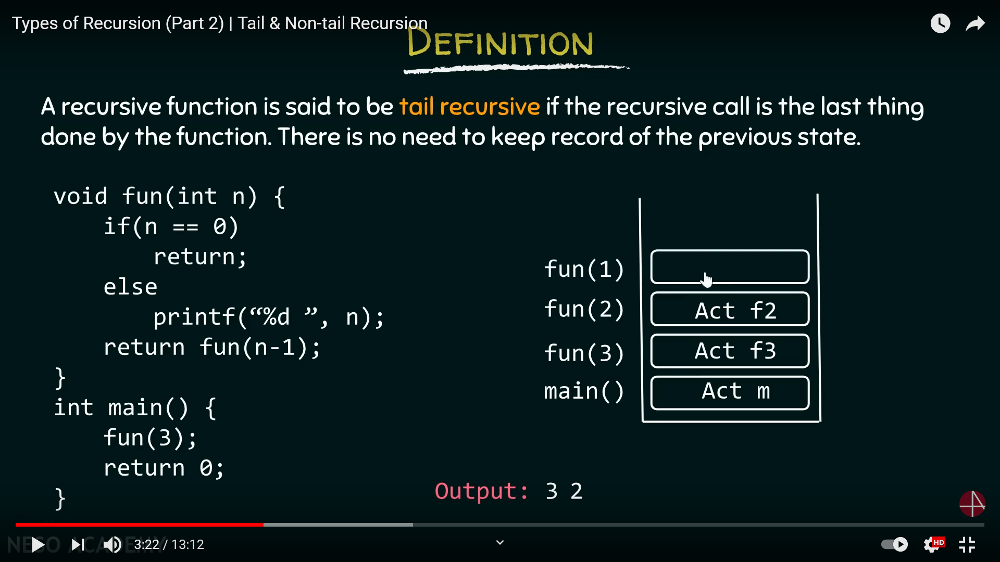 Types of Recursion (Part 2) | Tail & Non-tail Recursion
DEFINITION
A recursive function is said to be tail recursive if the recursive call is the last thing
done by the function. There is no need to keep record of the previous state.
void fun(int n) {
if(n == 0)
return;
else
printf(“%d ”, n);
return fun(n-1);
}
int main() {
fun(3);
return 0;
}
fun(1)
fun(2) Act f2
fun(3) Act f3
main() Act m
Output: 3 2
NESO ACADEMY
3:22 / 13:12
HD